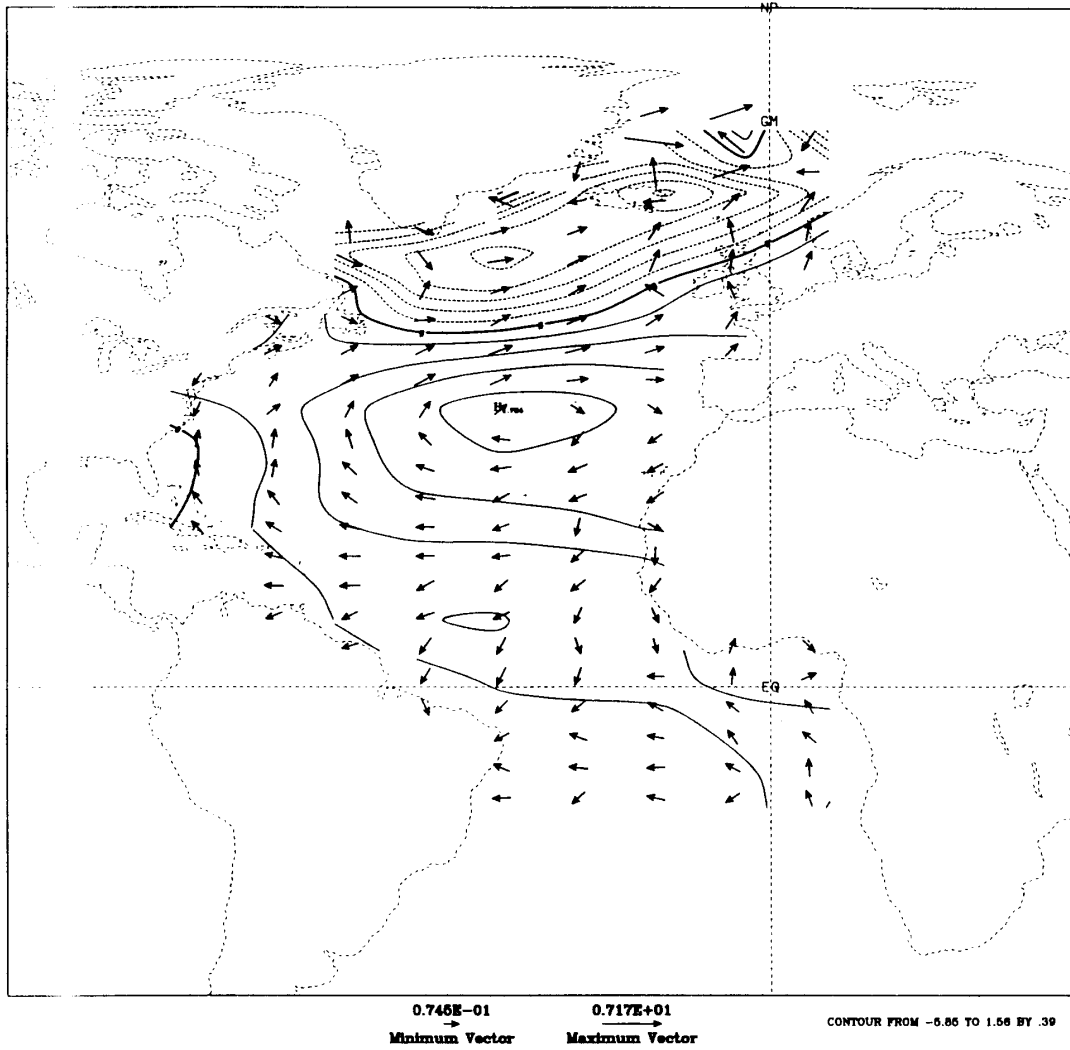 NP
GM
EQ
0.745E-01
Minimum Vector
0.717E+01
Maximum Vector
CONTOUR FROM -5.85 TO 1.56 BY .39